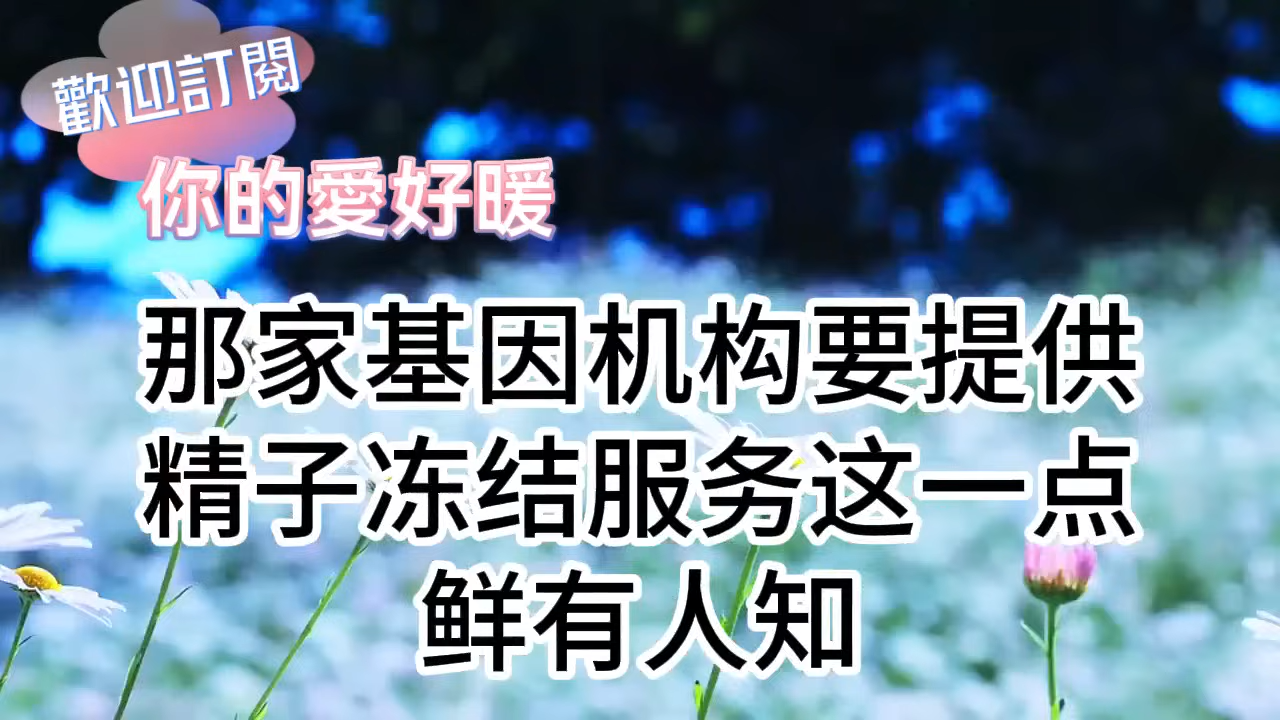 歡迎訂閱
你的愛好暖
那家基因机构要提供
精子冻结服务这一点
鲜有人知